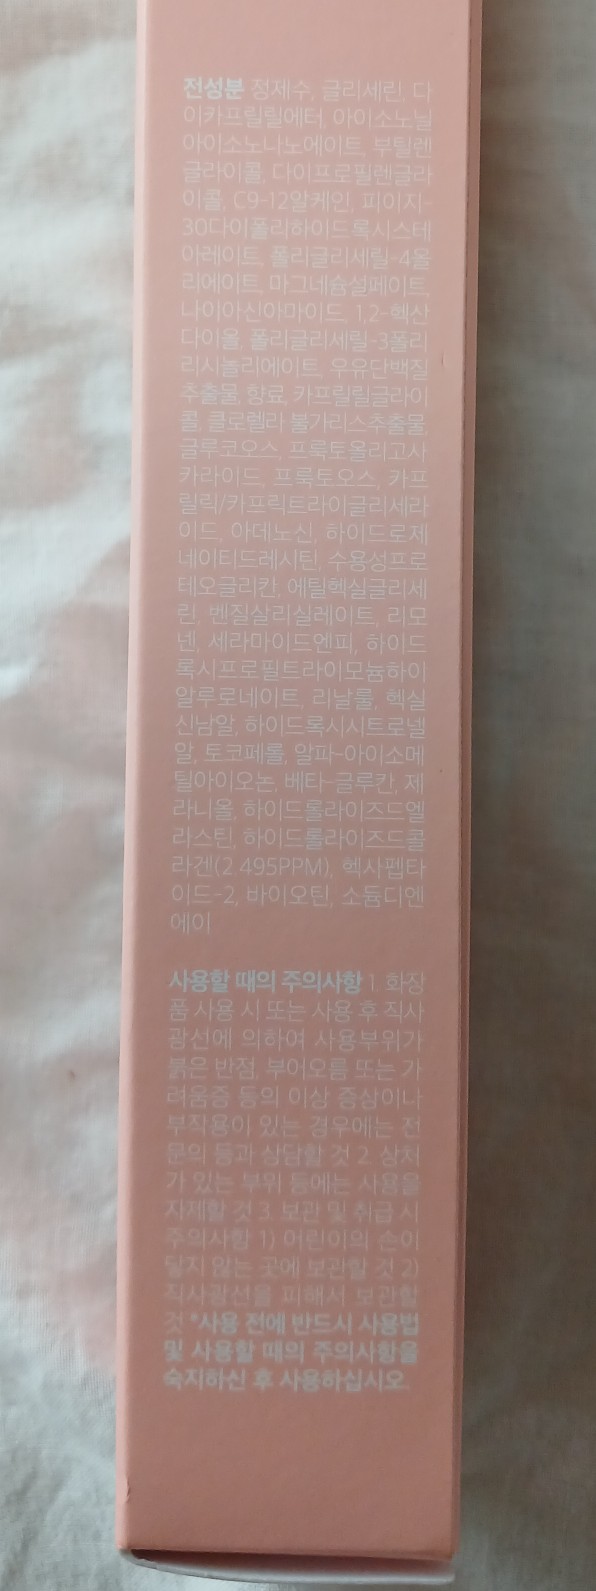 전성분 정제수, 글리세린, 다
이카프릴릴에터, 아이소노닐
아이소노나노에이트, 부틸렌
글라이콜, 다이프로필렌글라
이콜, C9-12알케인, 피이지-
30다이폴리하이드록시스테
아레이트, 폴리글리세릴-4올
리에이트, 마그네슘설페이트,
나이아신아마이드, 1,2-헥산
다이올, 폴리글리세릴-3폴리
리시놀리에이트, 우유단백질
추출물, 향료, 카프릴릴글라이
콜, 클로렐라 불가리스추출물,
글루코오스, 프룩토올리고사
카라이드, 프룩토오스, 카프
릴릭/카프릭트라이글리세라
이드, 아데노신, 하이드로제
네이티드레시틴, 수용성프로
테오글리칸, 에틸헥실글리세
린, 벤질살리실레이트, 리모
넨, 세라마이드엔피, 하이드
록시프로필트라이모늄하이
알루로네이트, 리날룰, 헥실
신남알, 하이드록시시트로넬
알, 토코페롤, 알파-아이소메
틸아이오논, 베타-글루칸, 제
라니올, 하이드롤라이즈드엘
라스틴, 하이드롤라이즈드콜
라겐(2 495PPM), 헥사펩타
이드-2, 바이오틴, 소듐디엔
에이
사용할 때의 주의사항 1. 화장
품 사용 시 또는 사용 후 직사
광선에 의하여 사용부위가
붉은 반점, 부어오름 또는 가
려움증 등의 이상 증상이나
부작용이 있는 경우에는 전
문의 등과 상담할 것 2. 상처
가 있는 부위 등에는 사용을
자제할 것 3. 보관 및 취급 시
주의사항 1) 어린이의 손이
닿지 않는 곳에 보관할 것 2)
직사광선을 피해서 보관할
것 *사용 전에 반드시 사용법
및 사용할 때의 주의사항을
숙지하신 후 사용하십시오.